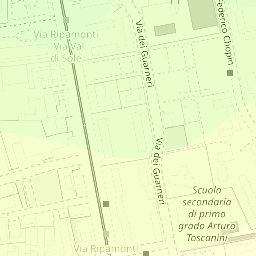 Via Ripamonti
Via Val
di Sole
Via dei Guarneri
Federico Chopin
Via dei Guarneri
Scuola
secondaria
di primo
grado Arturo
Toscanini
Via Ripamonti